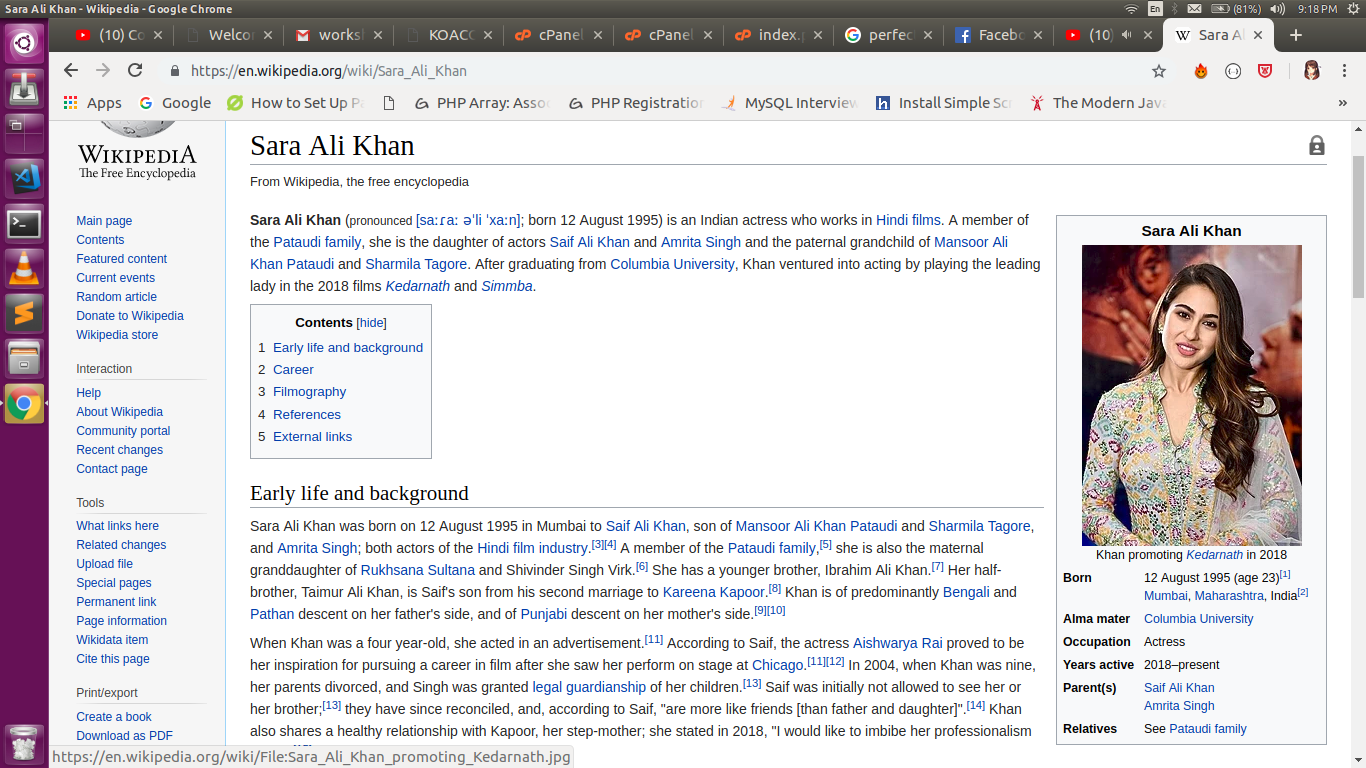 Sara Ali Khan - Wikipedia - Google Chrome
En
(81%)
9:18 PM
(10) Co
Welcor
works
KOACC
cPanel
cPanel
index.p
perfec
Facebo
(10)
Sara Al
https://en.wikipedia.org/wiki/Sara_Ali_Khan
Apps
Google
How to Set Up Pa
PHP Array: Asso
PHP Registration
MySQL Interview
Install Simple Sc
The Modern Java
»
WIKIPEDIA
The Free Encyclopedia
Main page
Contents
Featured content
Current events
Random article
Donate to Wikipedia
Wikipedia store
Interaction
Help
About Wikipedia
Community portal
Recent changes
Contact page
Tools
What links here
Related changes
Upload file
Special pages
Permanent link
Page information
Wikidata item
Cite this page
Print/export
Create a book
Download as PDF
Sara Ali Khan
From Wikipedia, the free encyclopedia
Sara Ali Khan (pronounced [saːɾaː əˈli ˈxaːn]; born 12 August 1995) is an Indian actress who works in Hindi films. A member of
the Pataudi family, she is the daughter of actors Saif Ali Khan and Amrita Singh and the paternal grandchild of Mansoor Ali
Khan Pataudi and Sharmila Tagore. After graduating from Columbia University, Khan ventured into acting by playing the leading
lady in the 2018 films Kedarnath and Simmba.
Contents [hide]
1 Early life and background
2 Career
3 Filmography
4 References
5 External links
Early life and background
Sara Ali Khan was born on 12 August 1995 in Mumbai to Saif Ali Khan, son of Mansoor Ali Khan Pataudi and Sharmila Tagore,
and Amrita Singh; both actors of the Hindi film industry.[3][4] A member of the Pataudi family,[5] she is also the maternal
granddaughter of Rukhsana Sultana and Shivinder Singh Virk.[6] She has a younger brother, Ibrahim Ali Khan.[7] Her half-
brother, Taimur Ali Khan, is Saif's son from his second marriage to Kareena Kapoor.[8] Khan is of predominantly Bengali and
Pathan descent on her father's side, and of Punjabi descent on her mother's side.[9][10]
When Khan was a four year-old, she acted in an advertisement.[11] According to Saif, the actress Aishwarya Rai proved to be
her inspiration for pursuing a career in film after she saw her perform on stage at Chicago.[11][12] In 2004, when Khan was nine,
her parents divorced, and Singh was granted legal guardianship of her children.[13] Saif was initially not allowed to see her or
her brother;[13] they have since reconciled, and, according to Saif, "are more like friends [than father and daughter]".[14] Khan
also shares a healthy relationship with Kapoor, her step-mother; she stated in 2018, "I would like to imbibe her professionalism
Sara Ali Khan
Khan promoting Kedarnath in 2018
Born 12 August 1995 (age 23)[1]
Mumbai, Maharashtra, India[2]
Alma mater Columbia University
Occupation Actress
Years active 2018–present
Parent(s) Saif Ali Khan
Amrita Singh
Relatives See Pataudi family
https://en.wikipedia.org/wiki/File:Sara_Ali_Khan_promoting_Kedarnath.jpg